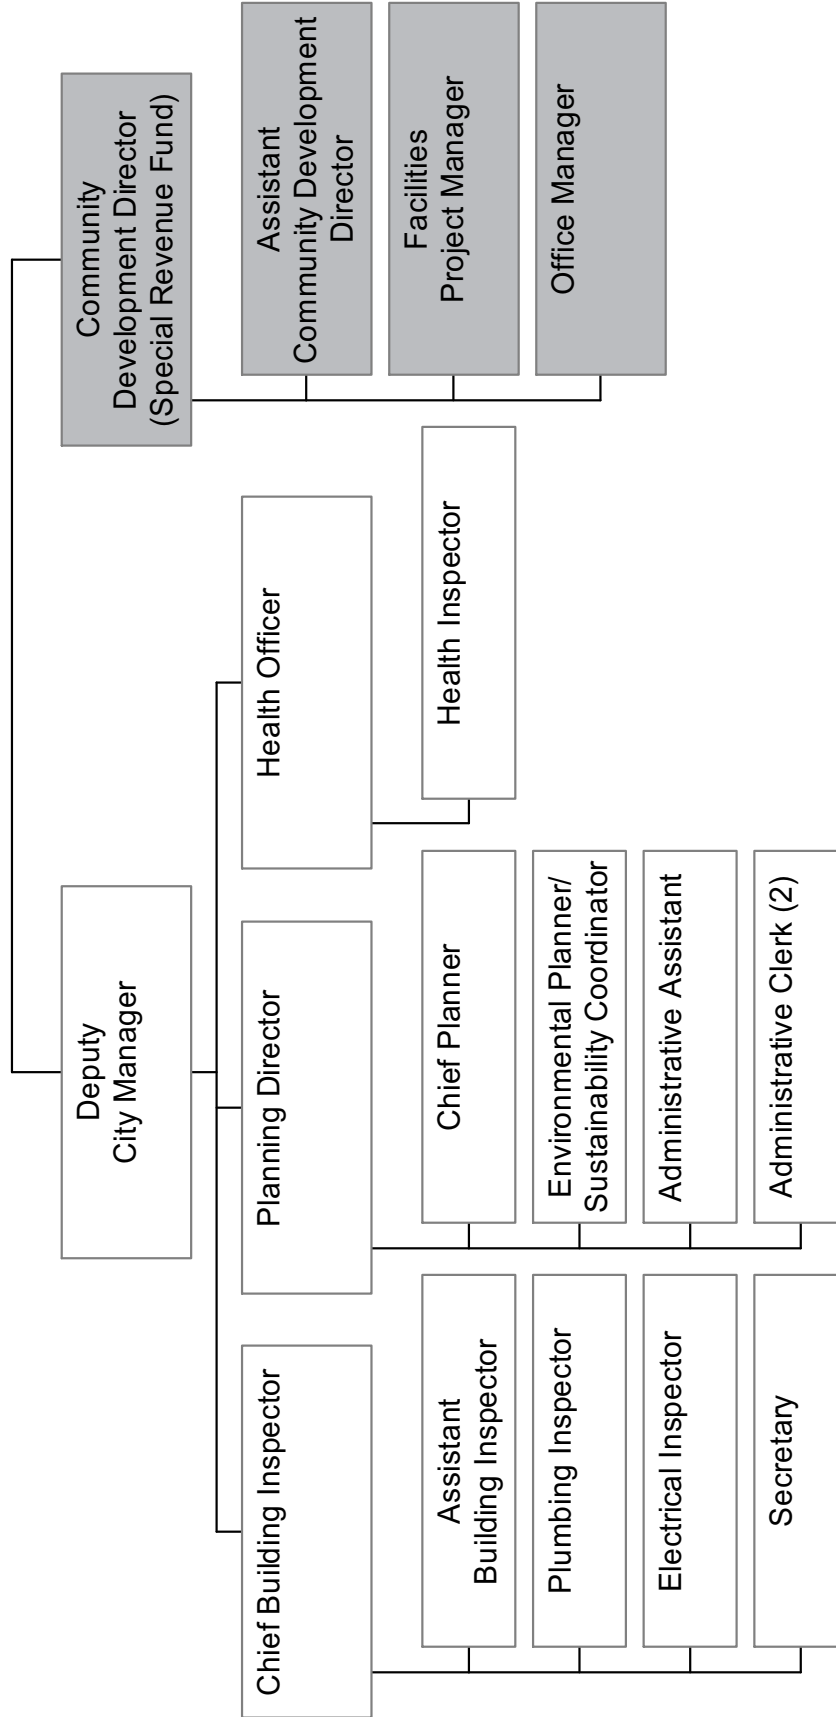 Deputy
City Manager
Community
Development Director
(Special Revenue Fund)
Chief Building Inspector
Assistant
Building Inspector
Plumbing Inspector
Electrical Inspector
Secretary
Planning Director
Chief Planner
Environmental Planner/
Sustainability Coordinator
Administrative Assistant
Administrative Clerk (2)
Health Officer
Health Inspector
Assistant
Community Development
Director
Facilities
Project Manager
Office Manager